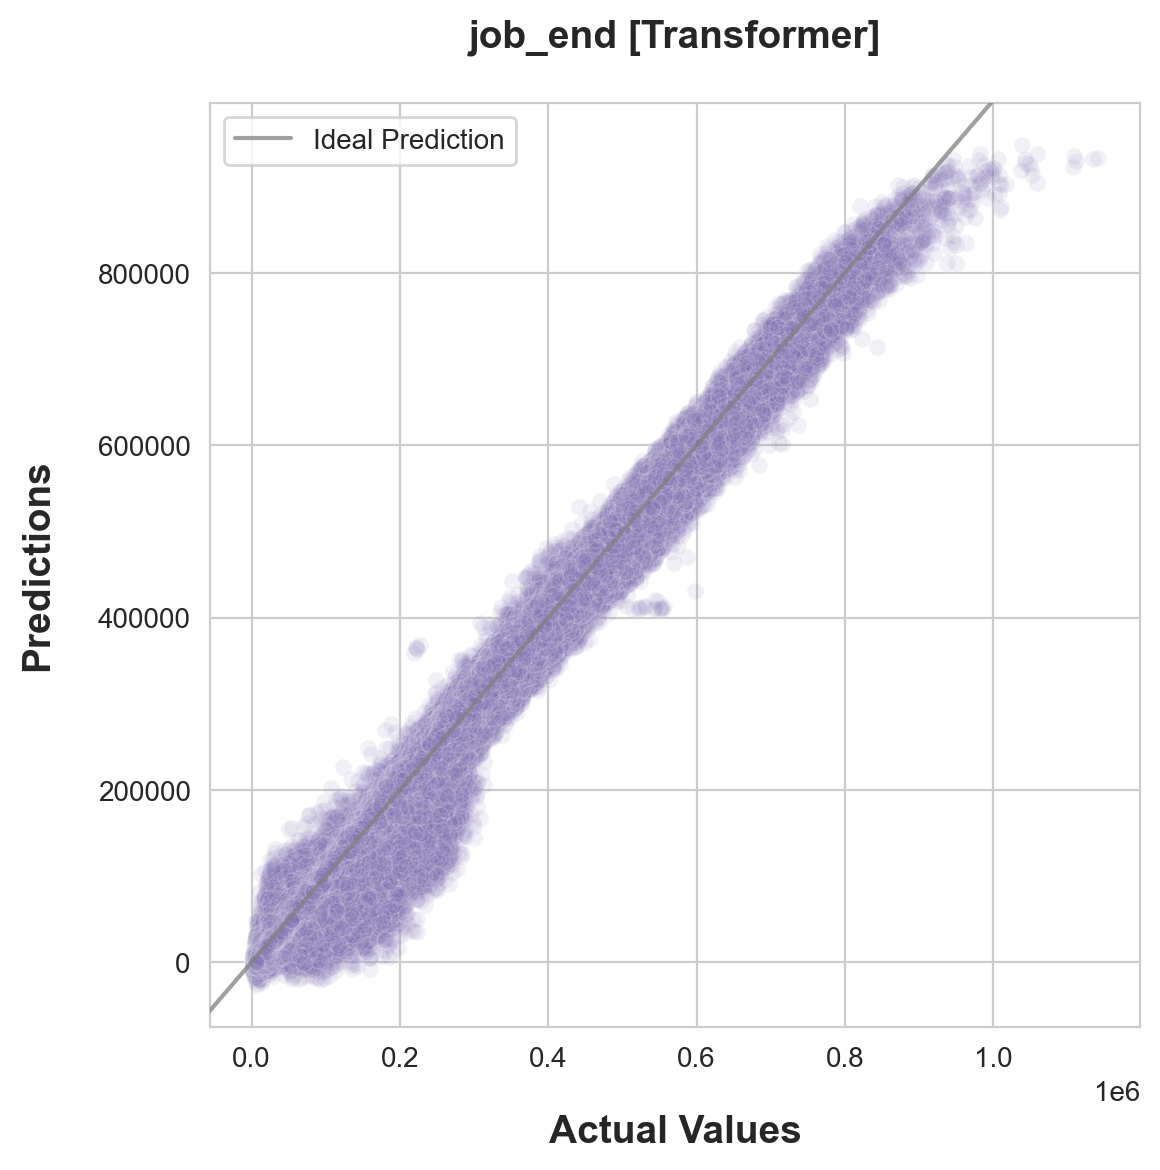 job_end [Transformer]
Ideal Prediction
800000
600000
400000
200000
0
Predictions
0.0 0.2 0.4 0.6 0.8 1.0
1e6
Actual Values